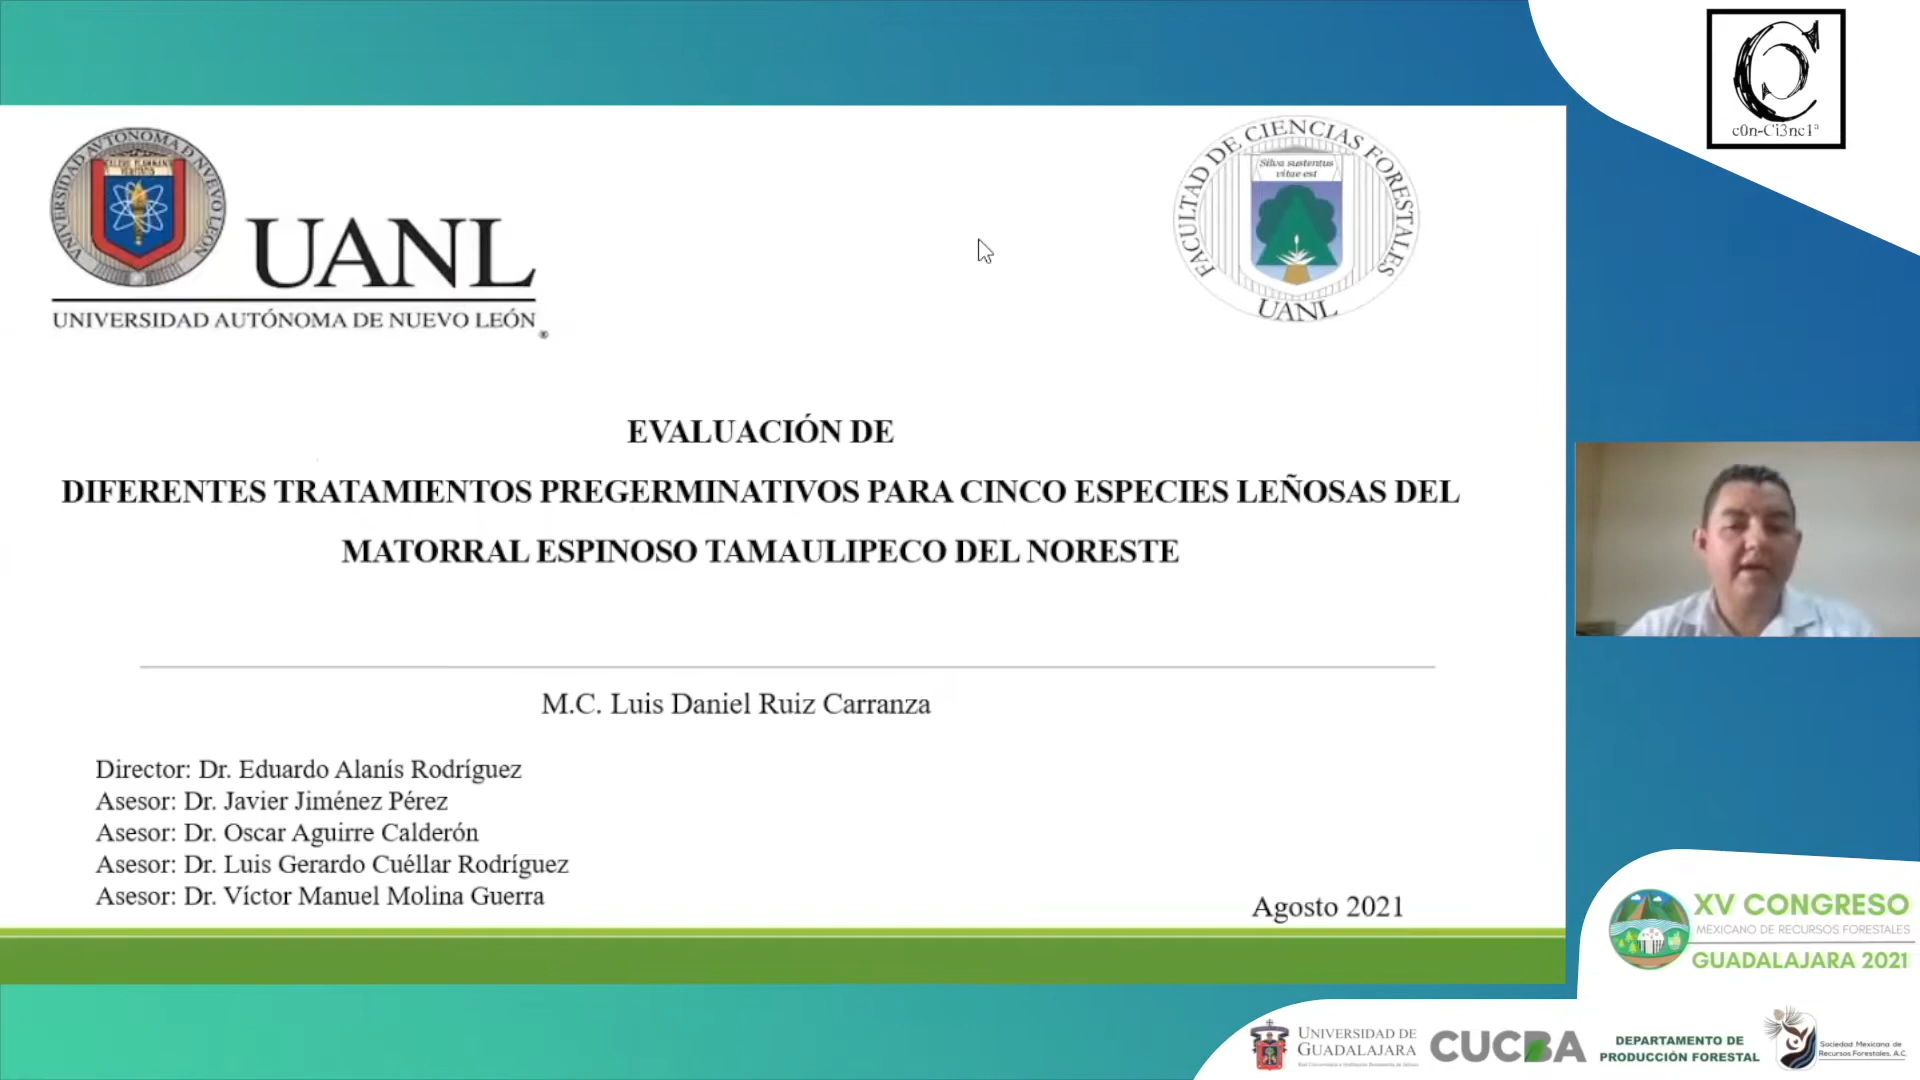 c0n-Ci3nc1ª
UNIVERSIDAD AUTONOMA DE NUEVO LEON
UANL
UNIVERSIDAD AUTÓNOMA DE NUEVO LEÓN
®
FACULTAD DE CIENCIAS FORESTALES
Silva sustentus
vitae est
UANL
EVALUACIÓN DE
DIFERENTES TRATAMIENTOS PREGERMINATIVOS PARA CINCO ESPECIES LEÑOSAS DEL
MATORRAL ESPINOSO TAMAULIPECO DEL NORESTE
M.C. Luis Daniel Ruiz Carranza
Director: Dr. Eduardo Alanís Rodríguez
Asesor: Dr. Javier Jiménez Pérez
Asesor: Dr. Oscar Aguirre Calderón
Asesor: Dr. Luis Gerardo Cuéllar Rodríguez
Asesor: Dr. Víctor Manuel Molina Guerra
Agosto 2021
XV CONGRESO
MEXICANO DE RECURSOS FORESTALES
GUADALAJARA 2021
UNIVERSIDAD DE
GUADALAJARA
CUCBA
DEPARTAMENTO DE
PRODUCCIÓN FORESTAL
Sociedad Mexicana de
Recursos Forestales, A.C.